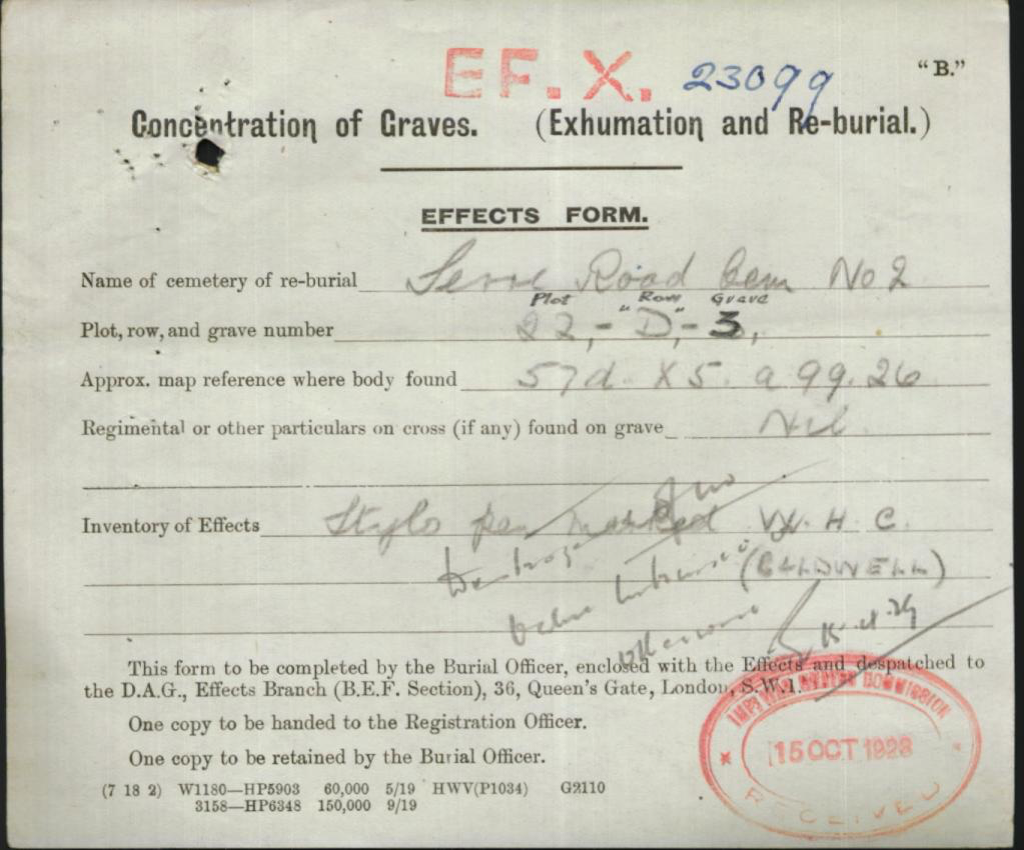 EF.X. 23099
"B."
Concentration of Graves. (Exhumation and Re-burial.)
EFFECTS FORM.
Name of cemetery of re-burial Serre Road Cem No 2
Plot Row Grave
Plot, row, and grave number 22, - "D", - 3,
Approx. map reference where body found 57d. X 5. a 99.26
Regimental or other particulars on cross (if any) found on grave Nil
Inventory of Effects Stylo pen marked W. H. C.
(CALDWELL)
This form to be completed by the Burial Officer, enclosed with the Effects and despatched to
the D.A.G., Effects Branch (B.E.F. Section), 36, Queen's Gate, London, S.W.1.
One copy to be handed to the Registration Officer.
One copy to be retained by the Burial Officer.
(7 18 2) W1180—HP5903 60,000 5/19 HWV(P1034) G2110
3158—HP6348 150,000 9/19
COMMISSION
15 OCT 1928
RECEIVED